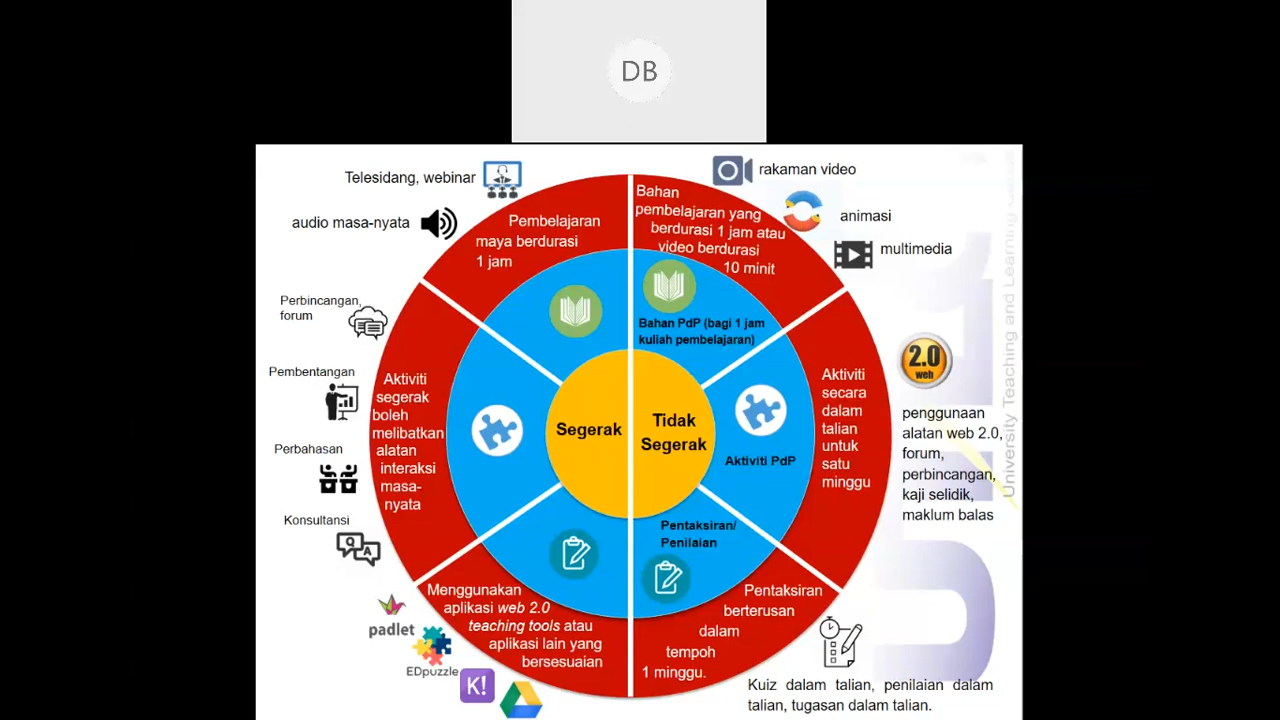 DB
Telesidang, webinar
audio masa-nyata
Pembelajaran
maya berdurasi
1 jam
Bahan
pembelajaran yang
berdurasi 1 jam atau
video berdurasi
10 minit
rakaman video
animasi
multimedia
Bahan PdP (bagi 1 jam
kuliah pembelajaran)
Perbincangan,
forum
Pembentangan
Perbahasan
Konsultansi
Q
A
Aktiviti
segerak
boleh
melibatkan
alatan
interaksi
masa-
nyata
Segerak
Tidak
Segerak
Aktiviti PdP
Aktiviti
secara
dalam
talian
untuk
satu
minggu
2.0
web
penggunaan
alatan web 2.0,
forum,
perbincangan,
kaji selidik,
maklum balas
Pentaksiran/
Penilaian
Menggunakan
aplikasi web 2.0
teaching tools atau
aplikasi lain yang
bersesuaian
Pentaksiran
berterusan
dalam
tempoh
1 minggu.
padlet
EDpuzzle
K!
Kuiz dalam talian, penilaian dalam
talian, tugasan dalam talian.
University Teaching and Learning